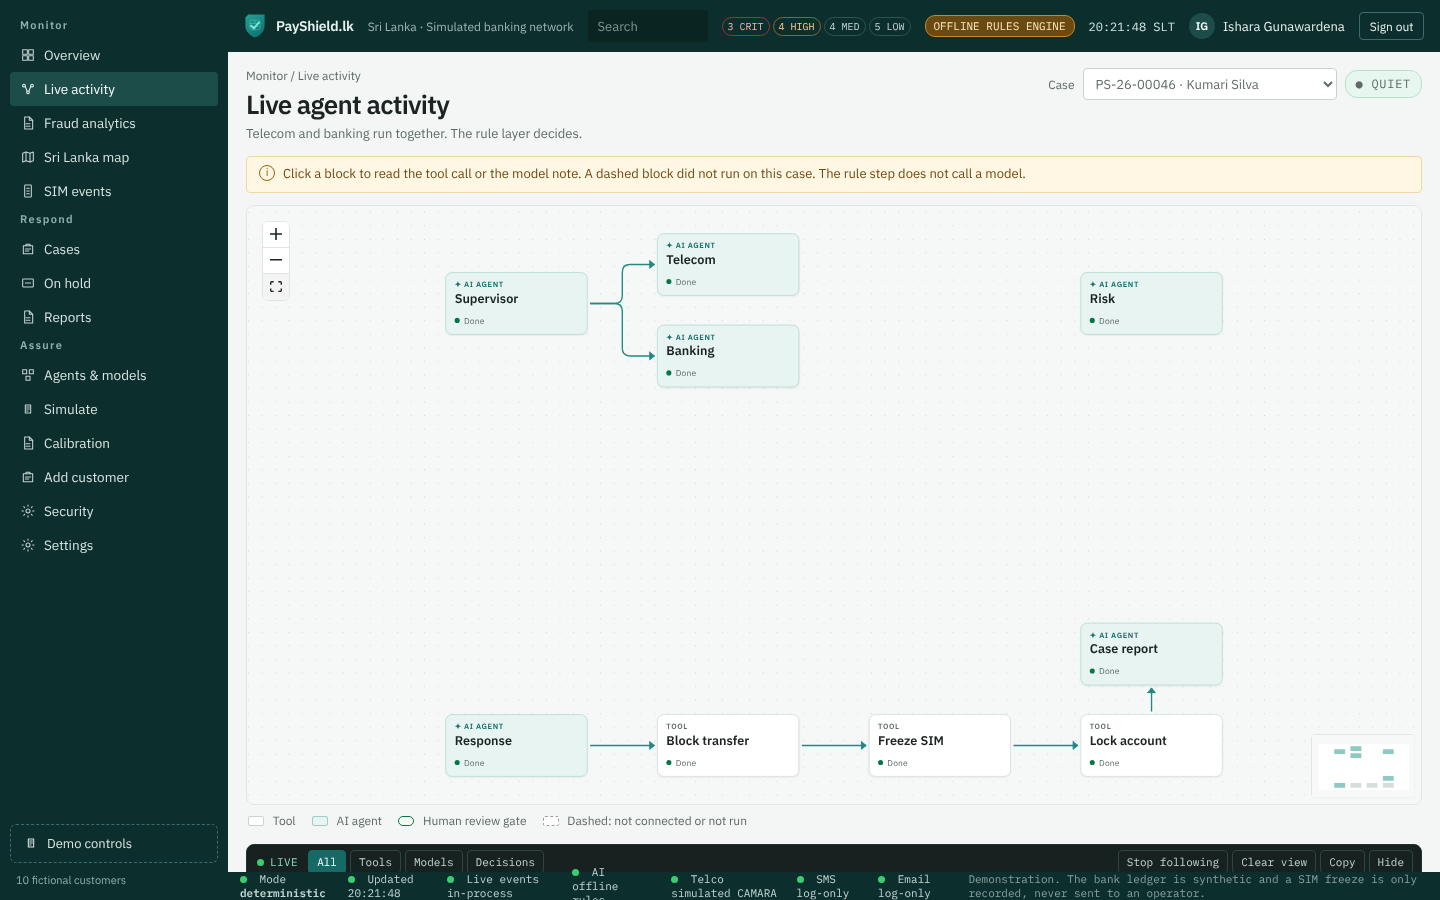 Monitor
Overview
Live activity
Fraud analytics
Sri Lanka map
SIM events
Respond
Cases
On hold
Reports
Assure
Agents & models
Simulate
Calibration
Add customer
Security
Settings
Demo controls
10 fictional customers
PayShield.lk
Sri Lanka · Simulated banking network
Search
3 CRIT
4 HIGH
4 MED
5 LOW
OFFLINE RULES ENGINE
20:21:48 SLT
IG
Ishara Gunawardena
Sign out
Monitor / Live activity
Live agent activity
Telecom and banking run together. The rule layer decides.
Case
PS-26-00046 · Kumari Silva
QUIET
Click a block to read the tool call or the model note. A dashed block did not run on this case. The rule step does not call a model.
AI AGENT
Supervisor
Done
AI AGENT
Telecom
Done
AI AGENT
Banking
Done
AI AGENT
Risk
Done
AI AGENT
Case report
Done
AI AGENT
Response
Done
TOOL
Block transfer
Done
TOOL
Freeze SIM
Done
TOOL
Lock account
Done
Tool
AI agent
Human review gate
Dashed: not connected or not run
LIVE
All
Tools
Models
Decisions
Stop following
Clear view
Copy
Hide
Mode
deterministic
Updated
20:21:48
Live events
in-process
AI
offline
rules
Telco
simulated CAMARA
SMS
log-only
Email
log-only
Demonstration. The bank ledger is synthetic and a SIM freeze is only
recorded, never sent to an operator.